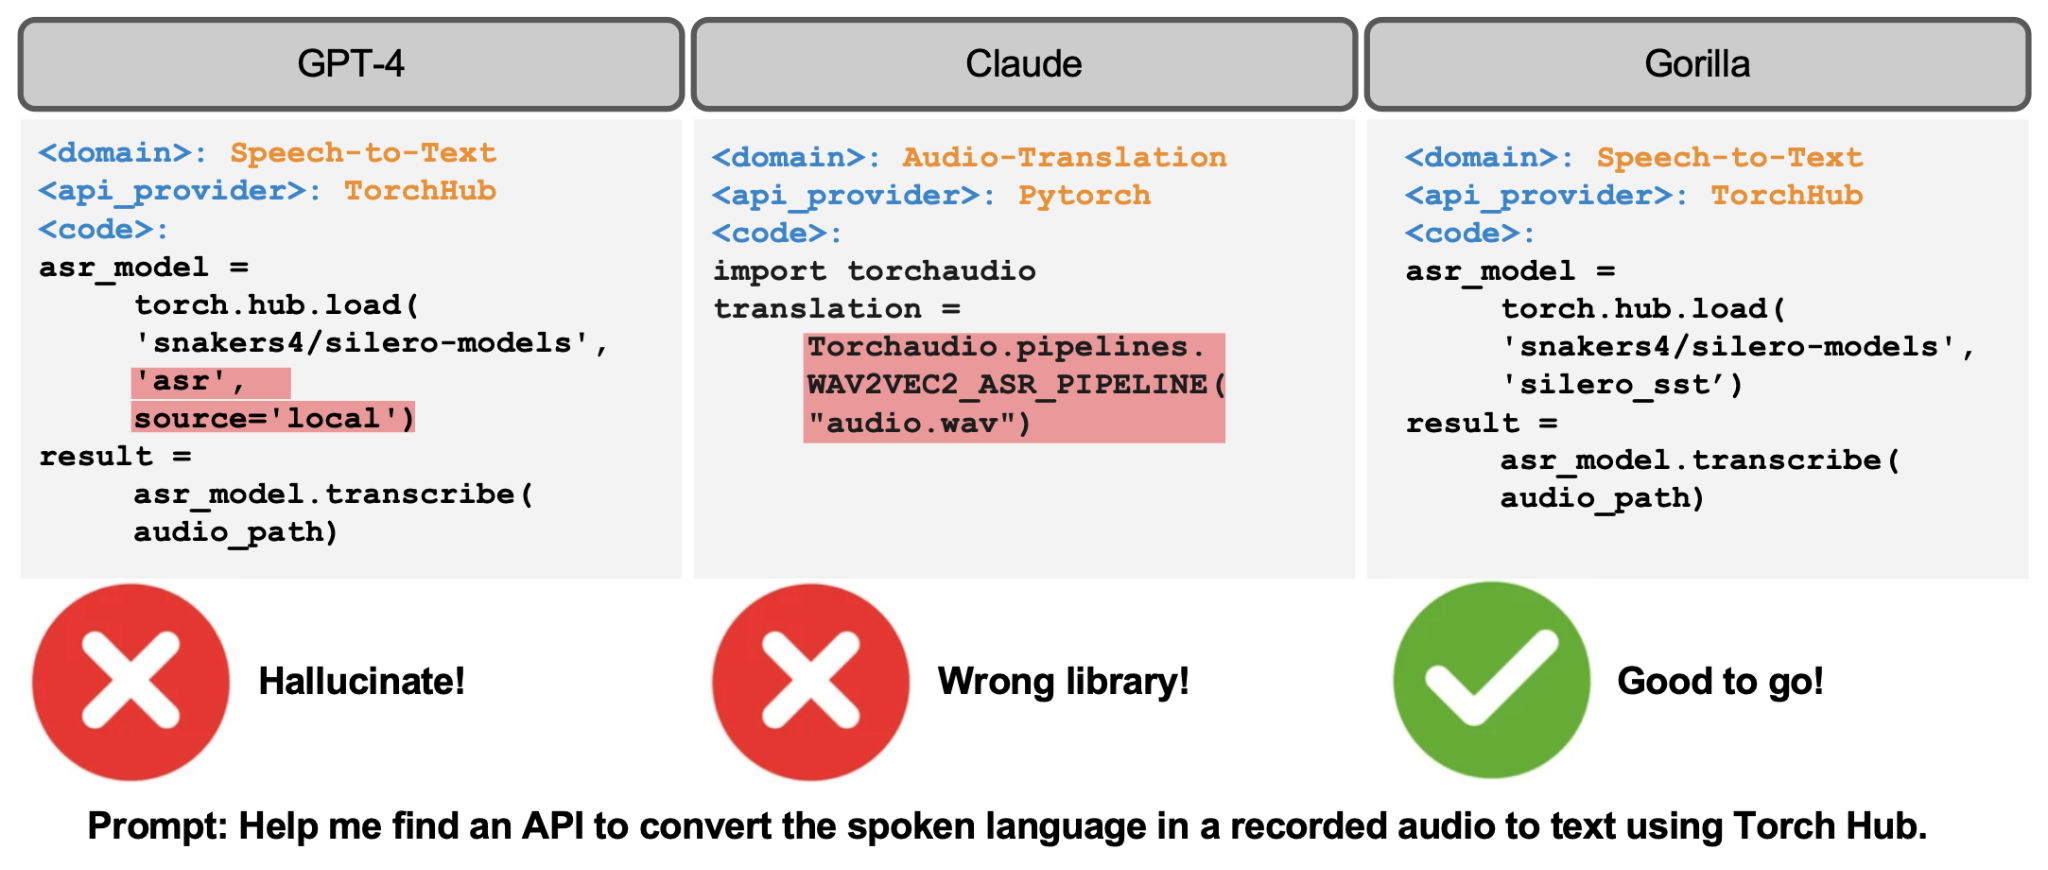 GPT-4
<domain>: Speech-to-Text
<api_provider>: TorchHub
<code>:
asr_model =
torch.hub.load(
'snakers4/silero-models',
'asr',
source='local')
result =
asr_model.transcribe(
audio_path)
Hallucinate!
Claude
<domain>: Audio-Translation
<api_provider>: Pytorch
<code>:
import torchaudio
translation =
Torchaudio.pipelines.
WAV2VEC2_ASR_PIPELINE(
"audio.wav")
Wrong library!
Gorilla
<domain>: Speech-to-Text
<api_provider>: TorchHub
<code>:
asr_model =
torch.hub.load(
'snakers4/silero-models',
'silero_sst’)
result =
asr_model.transcribe(
audio_path)
Good to go!
Prompt: Help me find an API to convert the spoken language in a recorded audio to text using Torch Hub.